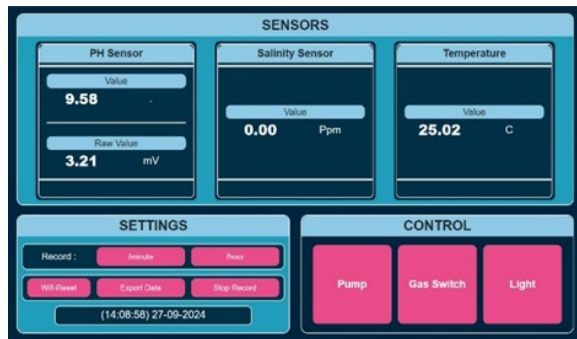 SENSORS
PH Sensor
Value
9.58 -
Raw Value
3.21 mV
Salinity Sensor
Value
0.00 Ppm
Temperature
Value
25.02 C
SETTINGS
Record : /minute /hour
Wifi-Reset Export Data Stop Record
(14:08:58) 27-09-2024
CONTROL
Pump Gas Switch Light